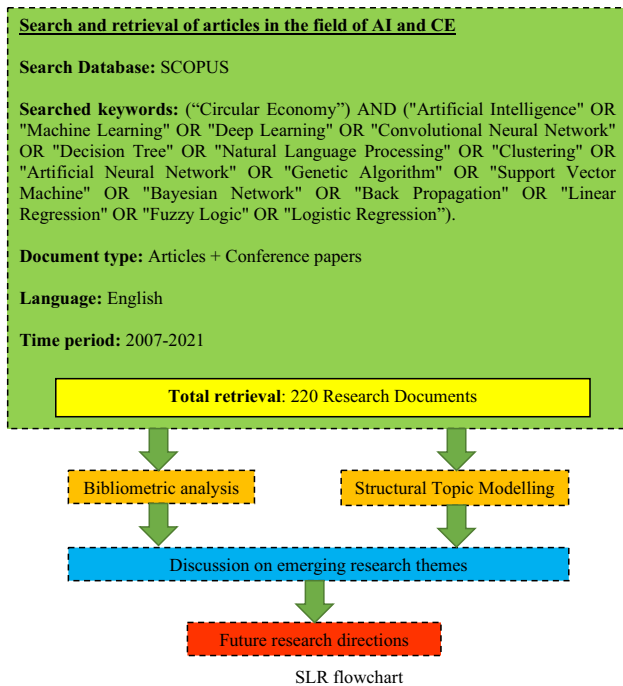 Search and retrieval of articles in the field of AI and CE
Search Database: SCOPUS
Searched keywords: (“Circular Economy”) AND ("Artificial Intelligence" OR
"Machine Learning" OR "Deep Learning" OR "Convolutional Neural Network"
OR "Decision Tree" OR "Natural Language Processing" OR "Clustering" OR
"Artificial Neural Network" OR "Genetic Algorithm" OR "Support Vector
Machine" OR "Bayesian Network" OR "Back Propagation" OR "Linear
Regression" OR "Fuzzy Logic" OR "Logistic Regression”).
Document type: Articles + Conference papers
Language: English
Time period: 2007-2021
Total retrieval: 220 Research Documents
Bibliometric analysis
Structural Topic Modelling
Discussion on emerging research themes
Future research directions
SLR flowchart